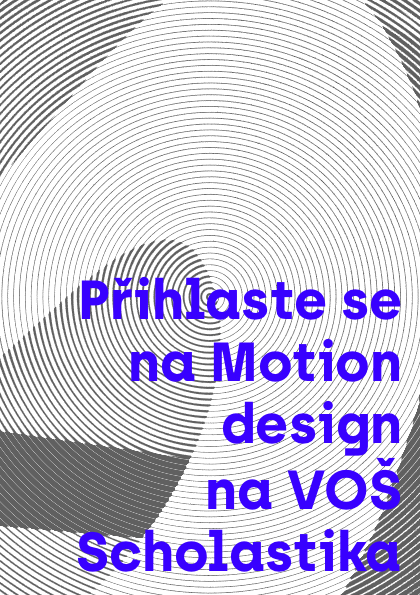 Přihlaste se
na Motion
design
na VOŠ
Scholastika